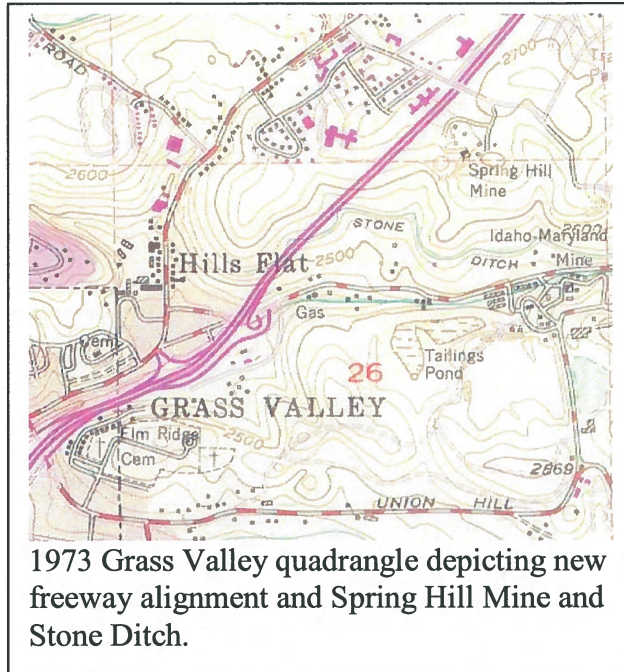 ROAD
2700
2600
Spring Hill
Mine
STONE
2500
Idaho-Maryland
Hills Flat
2500
DITCH
Mine
Gas
Tailings
Pond
26
GRASS VALLEY
Elm Ridge
2500
Cem
2869
UNION HILL
1973 Grass Valley quadrangle depicting new
freeway alignment and Spring Hill Mine and
Stone Ditch.